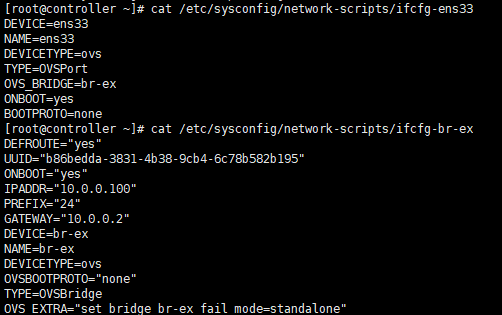 [root@controller ~]# cat /etc/sysconfig/network-scripts/ifcfg-ens33
DEVICE=ens33
NAME=ens33
DEVICETYPE=ovs
TYPE=OVSPort
OVS_BRIDGE=br-ex
ONBOOT=yes
BOOTPROTO=none
[root@controller ~]# cat /etc/sysconfig/network-scripts/ifcfg-br-ex
DEFROUTE="yes"
UUID="b86bedda-3831-4b38-9cb4-6c78b582b195"
ONBOOT="yes"
IPADDR="10.0.0.100"
PREFIX="24"
GATEWAY="10.0.0.2"
DEVICE=br-ex
NAME=br-ex
DEVICETYPE=ovs
OVSBOOTPROTO="none"
TYPE=OVSBridge
OVS_EXTRA="set bridge br-ex fail_mode=standalone"